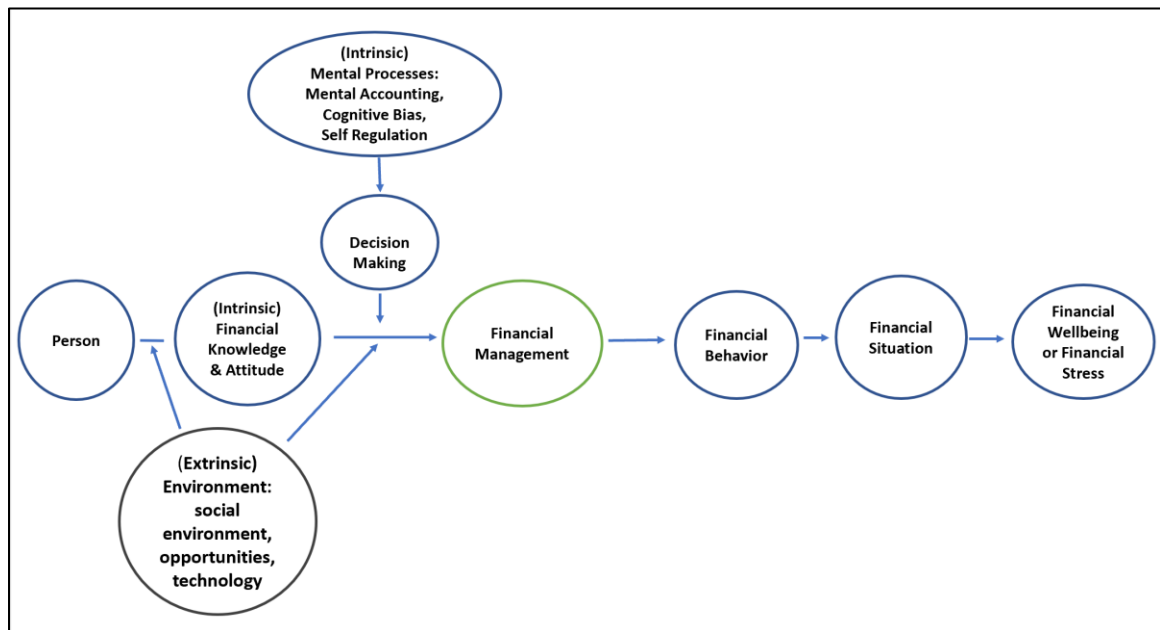 (Intrinsic)
Mental Processes:
Mental Accounting,
Cognitive Bias,
Self Regulation
Decision
Making
Person
(Intrinsic)
Financial
Knowledge
& Attitude
Financial
Management
Financial
Behavior
Financial
Situation
Financial
Wellbeing
or Financial
Stress
(Extrinsic)
Environment:
social
environment,
opportunities,
technology